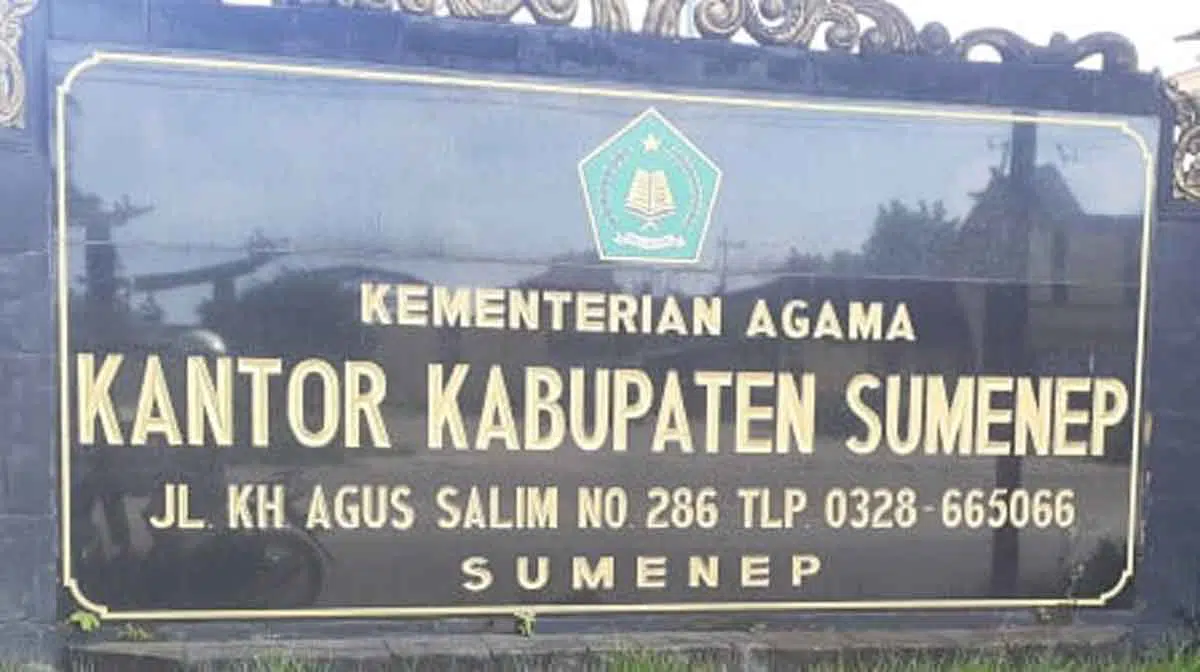 KEMENTERIAN AGAMA
KANTOR KABUPATEN SUMENEP
JL. KH. AGUS SALIM NO. 286 TLP. 0328-665066
SUMENEP